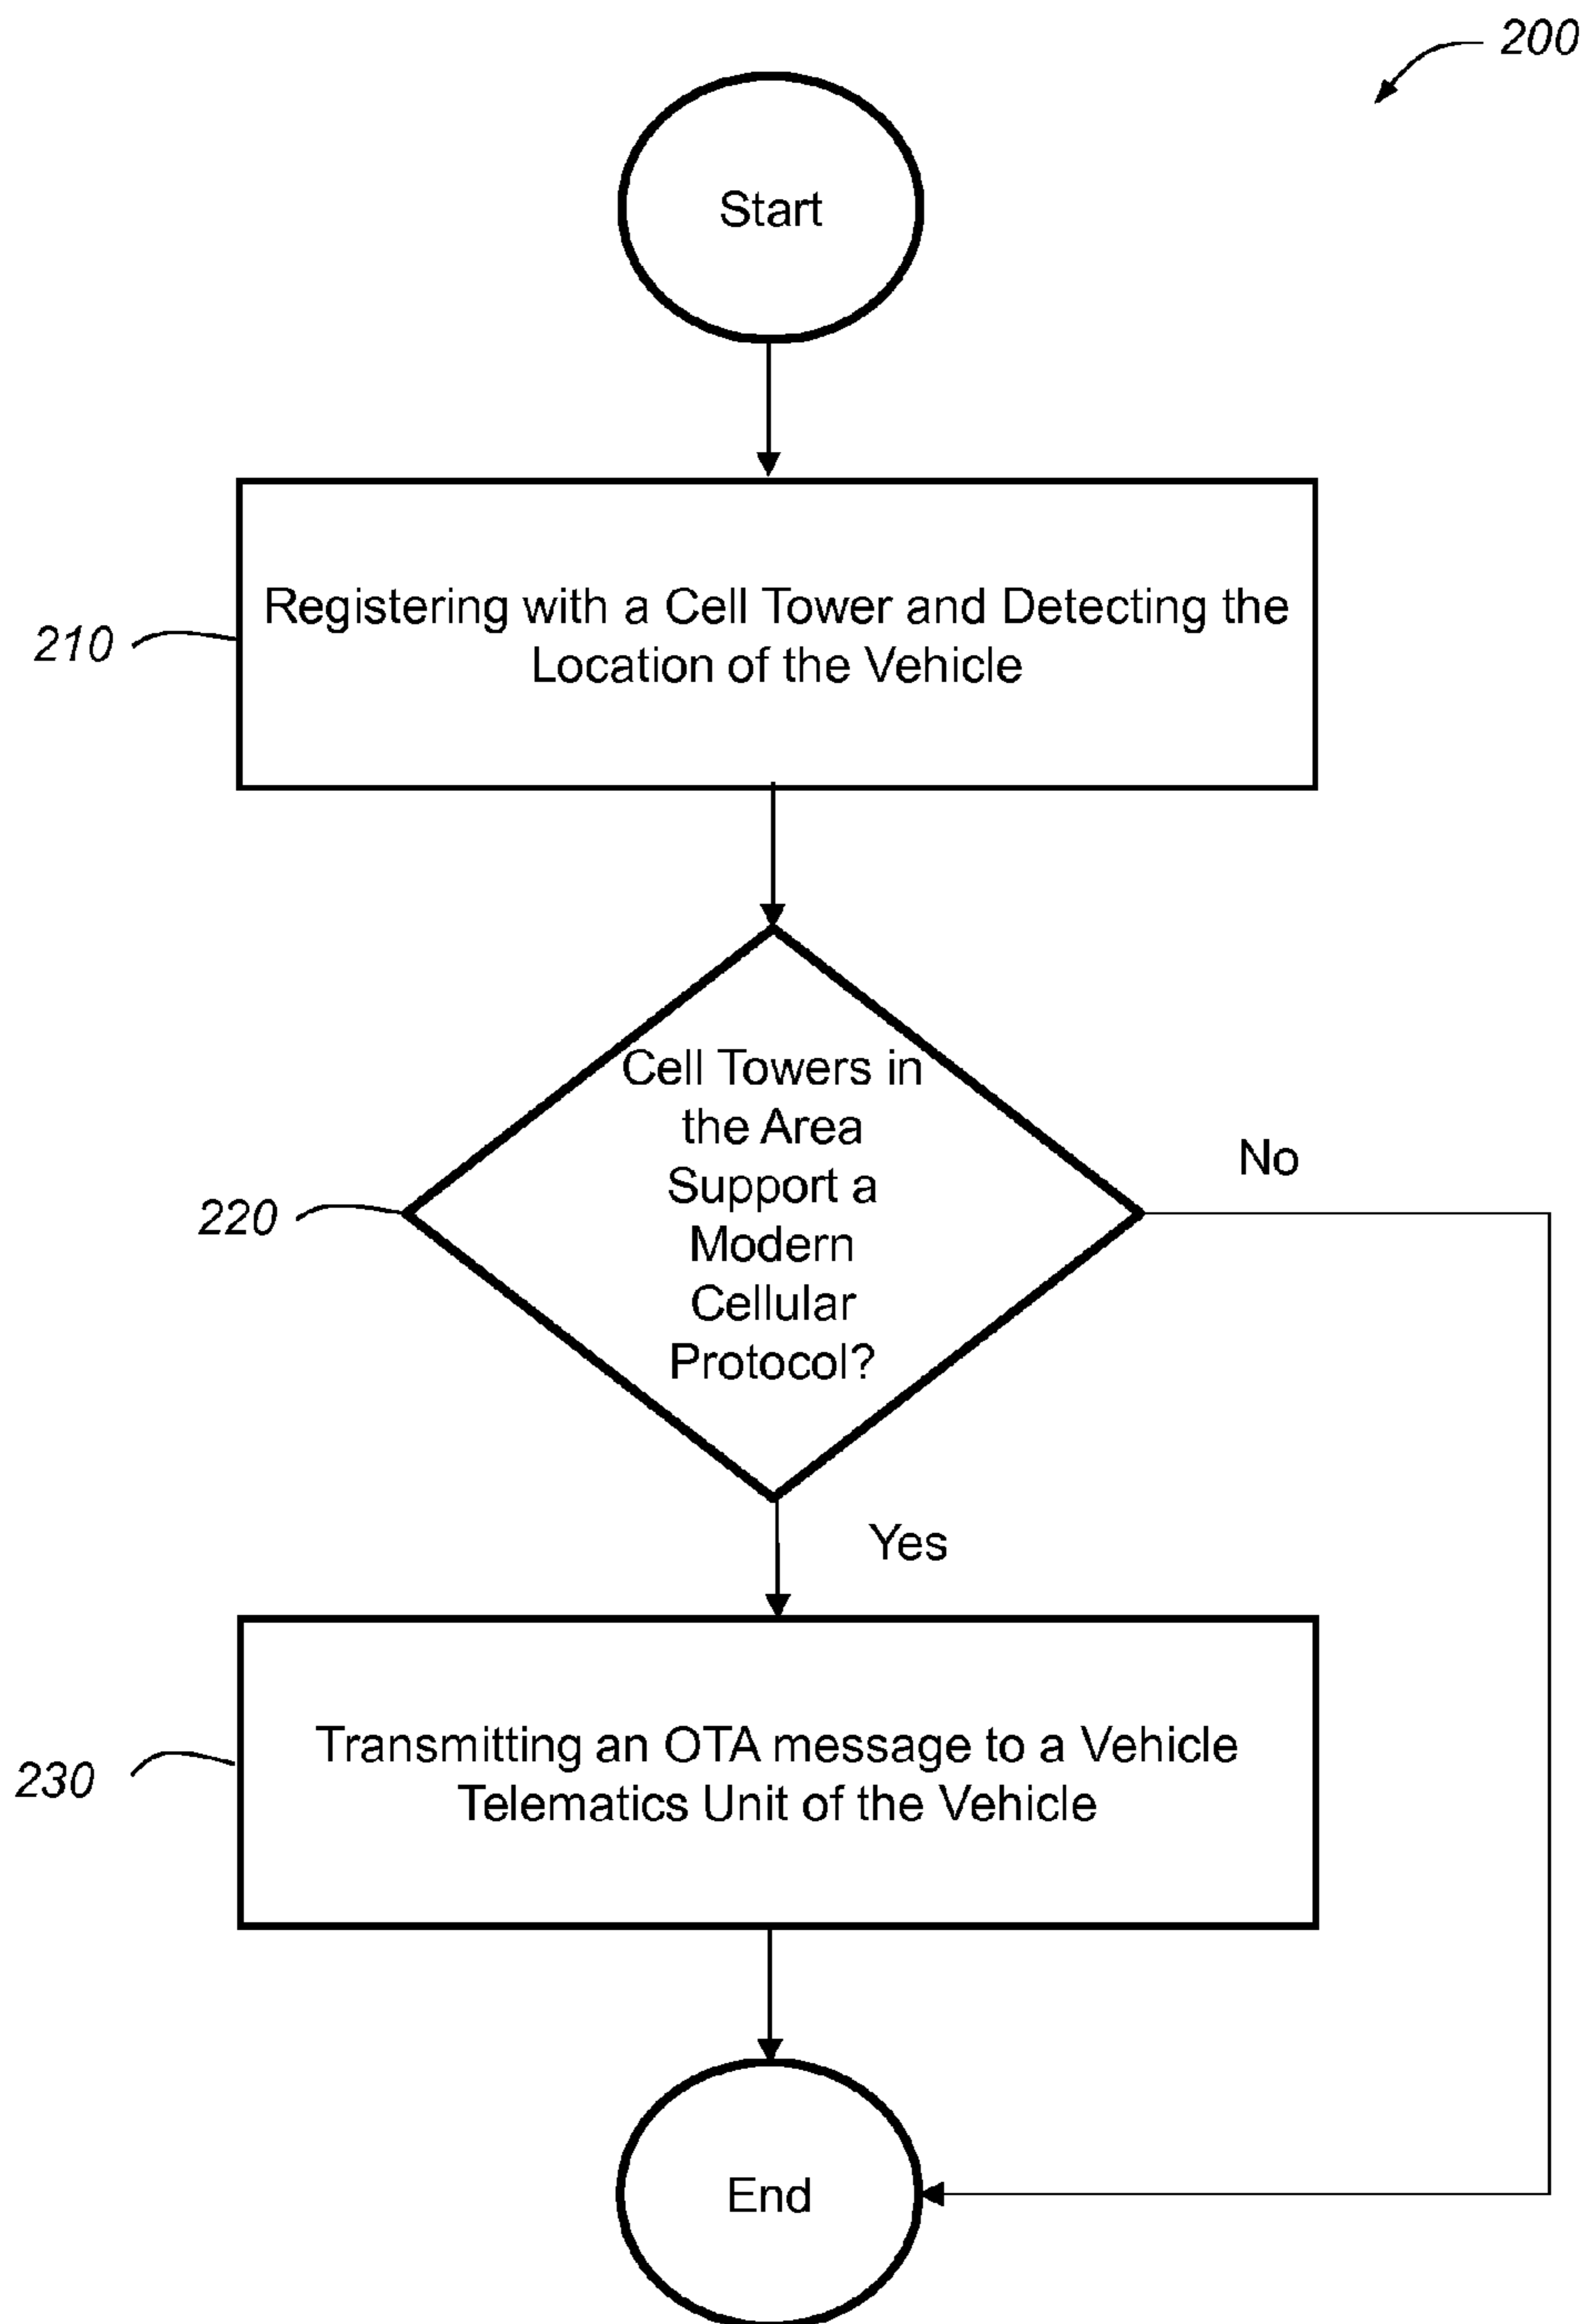 200
Start
210
Registering with a Cell Tower and Detecting the
Location of the Vehicle
220
Cell Towers in
the Area
Support a
Modern
Cellular
Protocol?
No
Yes
230
Transmitting an OTA message to a Vehicle
Telematics Unit of the Vehicle
End